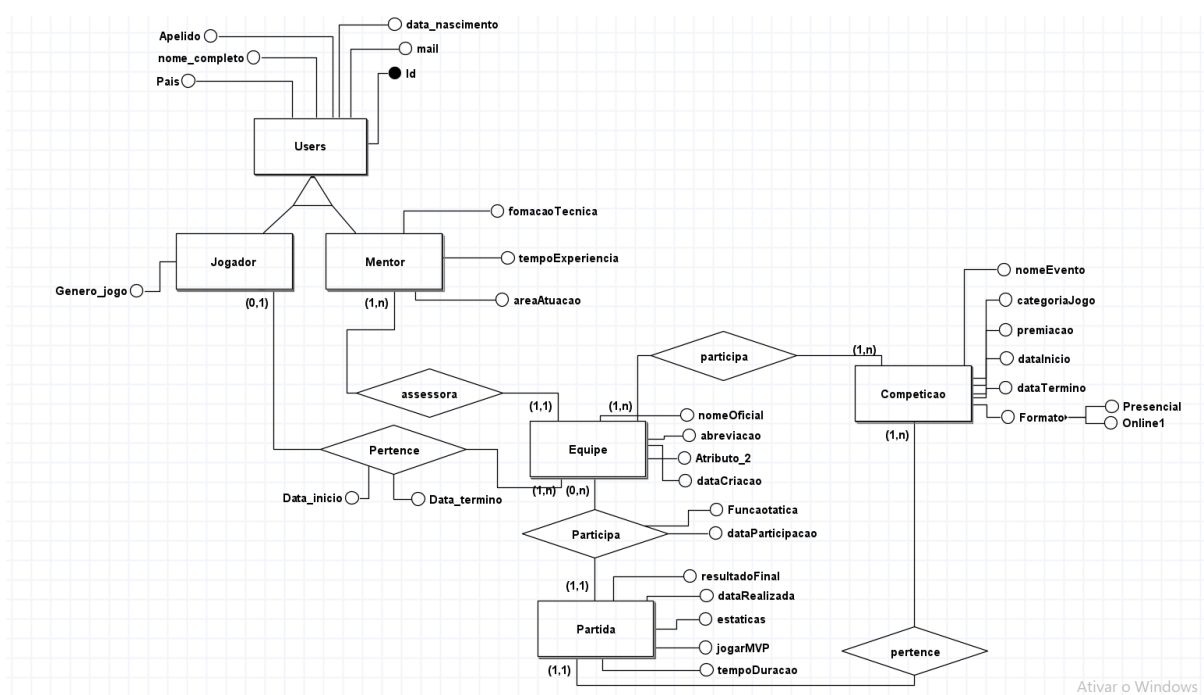 data_nascimento
Apelido
mail
nome_completo
Id
Pais
Users
fomacaoTecnica
Jogador
Mentor
tempoExperiencia
nomeEvento
Genero_jogo
areaAtuacao
categoriaJogo
(0,1)
(1,n)
premiacao
participa
(1,n)
dataInicio
dataTermino
assessora
Competicao
Presencial
(1,1)
(1,n)
nomeOficial
Formato
Online1
abreviacao
(1,n)
Pertence
Equipe
Atributo_2
dataCriacao
Data_inicio
Data_termino
(1,n)
(0,n)
Funcaotatica
Participa
dataParticipacao
(1,1)
resultadoFinal
dataRealizada
estaticas
Partida
jogarMVP
pertence
(1,1)
tempoDuracao
Ativar o Windows